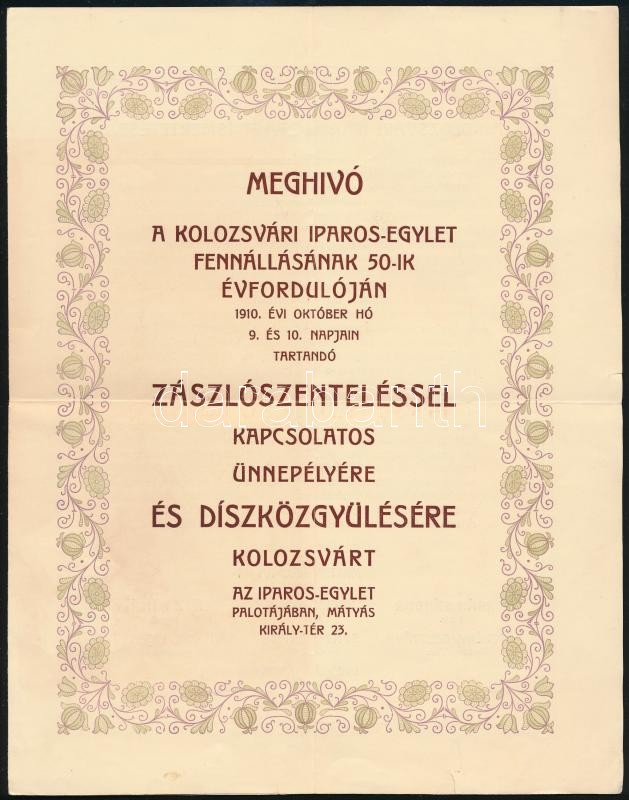 MEGHIVÓ
A KOLOZSVÁRI IPAROS-EGYLET
FENNÁLLÁSÁNAK 50-IK
ÉVFORDULÓJÁN
1910. ÉVI OKTÓBER HÓ
9. ÉS 10. NAPJAIN
TARTANDÓ
ZÁSZLÓSZENTELÉSSEL
darabanth
KAPCSOLATOS
ÜNNEPÉLYÉRE
ÉS DÍSZKÖZGYÜLÉSÉRE
KOLOZSVÁRT
AZ IPAROS-EGYLET
PALOTÁJÁBAN, MÁTYÁS
KIRÁLY-TÉR 23.